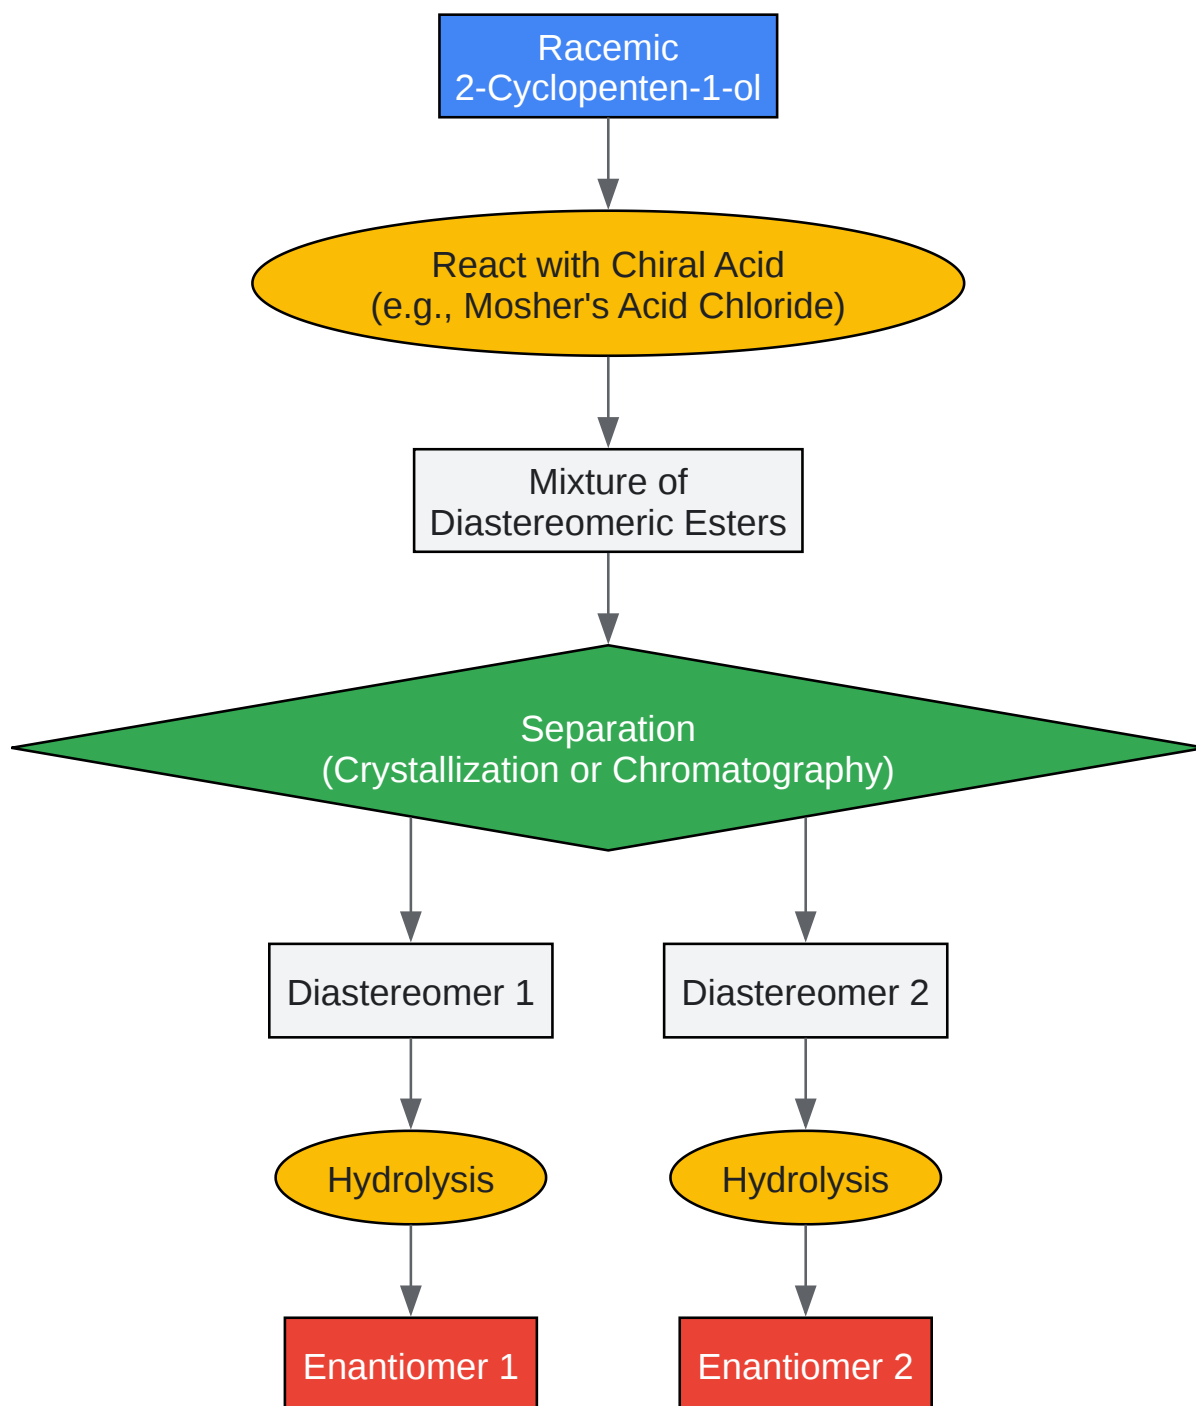 Racemic
2-Cyclopenten-1-ol
React with Chiral Acid
(e.g., Mosher's Acid Chloride)
Mixture of
Diastereomeric Esters
Separation
(Crystallization or Chromatography)
Diastereomer 1
Diastereomer 2
Hydrolysis
Hydrolysis
Enantiomer 1
Enantiomer 2